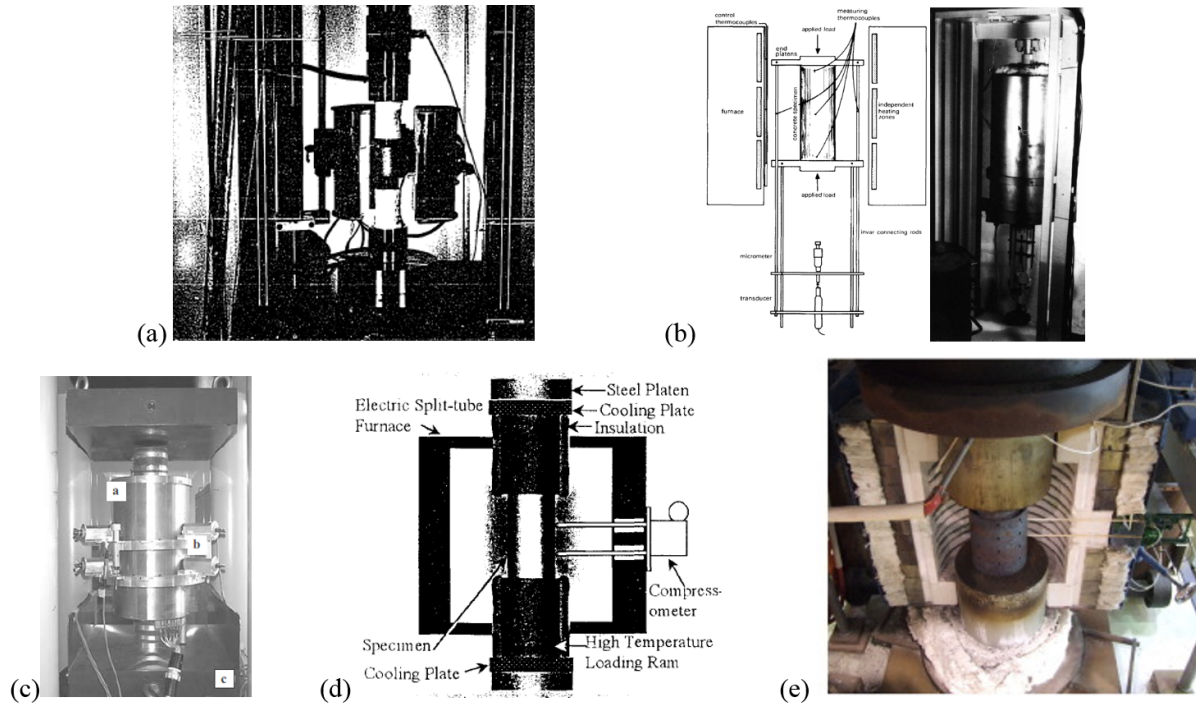 (a)
control
thermocouples
measuring
thermocouples
applied load
end
platens
furnace
concrete specimen
independent
heating
zones
applied load
invar connecting rods
micrometer
transducer
(b)
a
b
c
(c)
Electric Split-tube
Furnace
Steel Platen
Cooling Plate
Insulation
Compress-
ometer
Specimen
Cooling Plate
High Temperature
Loading Ram
(d)
(e)